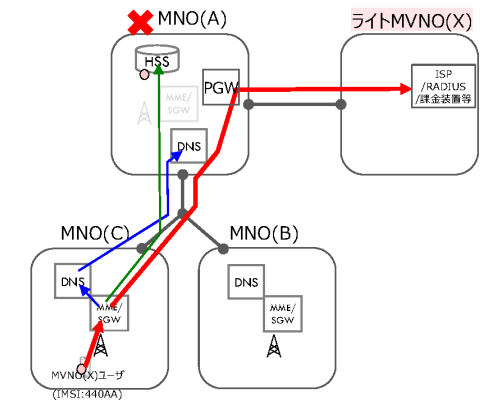 MNO(A)
ライトMVNO(X)
HSS
MME/
SGW
PGW
ISP
/RADIUS
/課金装置等
DNS
MNO(C)
MNO(B)
DNS
MME/
SGW
DNS
MME/
SGW
MVNO(X)ユーザ
(IMSI:440AA)